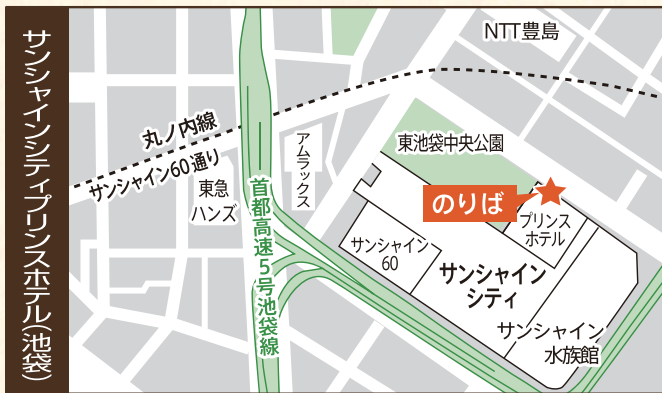 サンシャインシティプリンスホテル(池袋)
NTT豊島
丸ノ内線
サンシャイン60通り
東急
ハンズ
アムラックス
首都高速5号池袋線
東池袋中央公園
のりば
プリンス
ホテル
サンシャイン
60
サンシャイン
シティ
サンシャイン
水族館